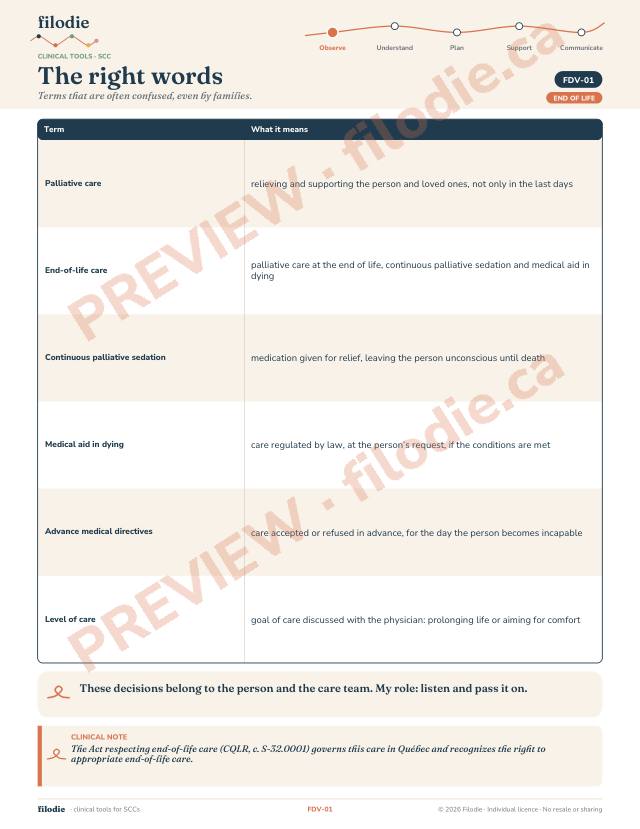 filodie
CLINICAL TOOLS · SCC
Observe
Understand
Plan
Support
Communicate
The right words
Terms that are often confused, even by families.
FDV-01
END OF LIFE
Term
What it means
Palliative care
relieving and supporting the person and loved ones, not only in the last days
End-of-life care
palliative care at the end of life, continuous palliative sedation and medical aid in
dying
Continuous palliative sedation
medication given for relief, leaving the person unconscious until death
Medical aid in dying
care regulated by law, at the person's request, if the conditions are met
Advance medical directives
care accepted or refused in advance, for the day the person becomes incapable
Level of care
goal of care discussed with the physician: prolonging life or aiming for comfort
PREVIEW · filodie.ca
PREVIEW · filodie.ca
These decisions belong to the person and the care team. My role: listen and pass it on.
CLINICAL NOTE
The Act respecting end-of-life care (CQLR, c. S-32.0001) governs this care in Québec and recognizes the right to
appropriate end-of-life care.
filodie · clinical tools for SCCs
FDV-01
© 2026 Filodie · Individual licence · No resale or sharing